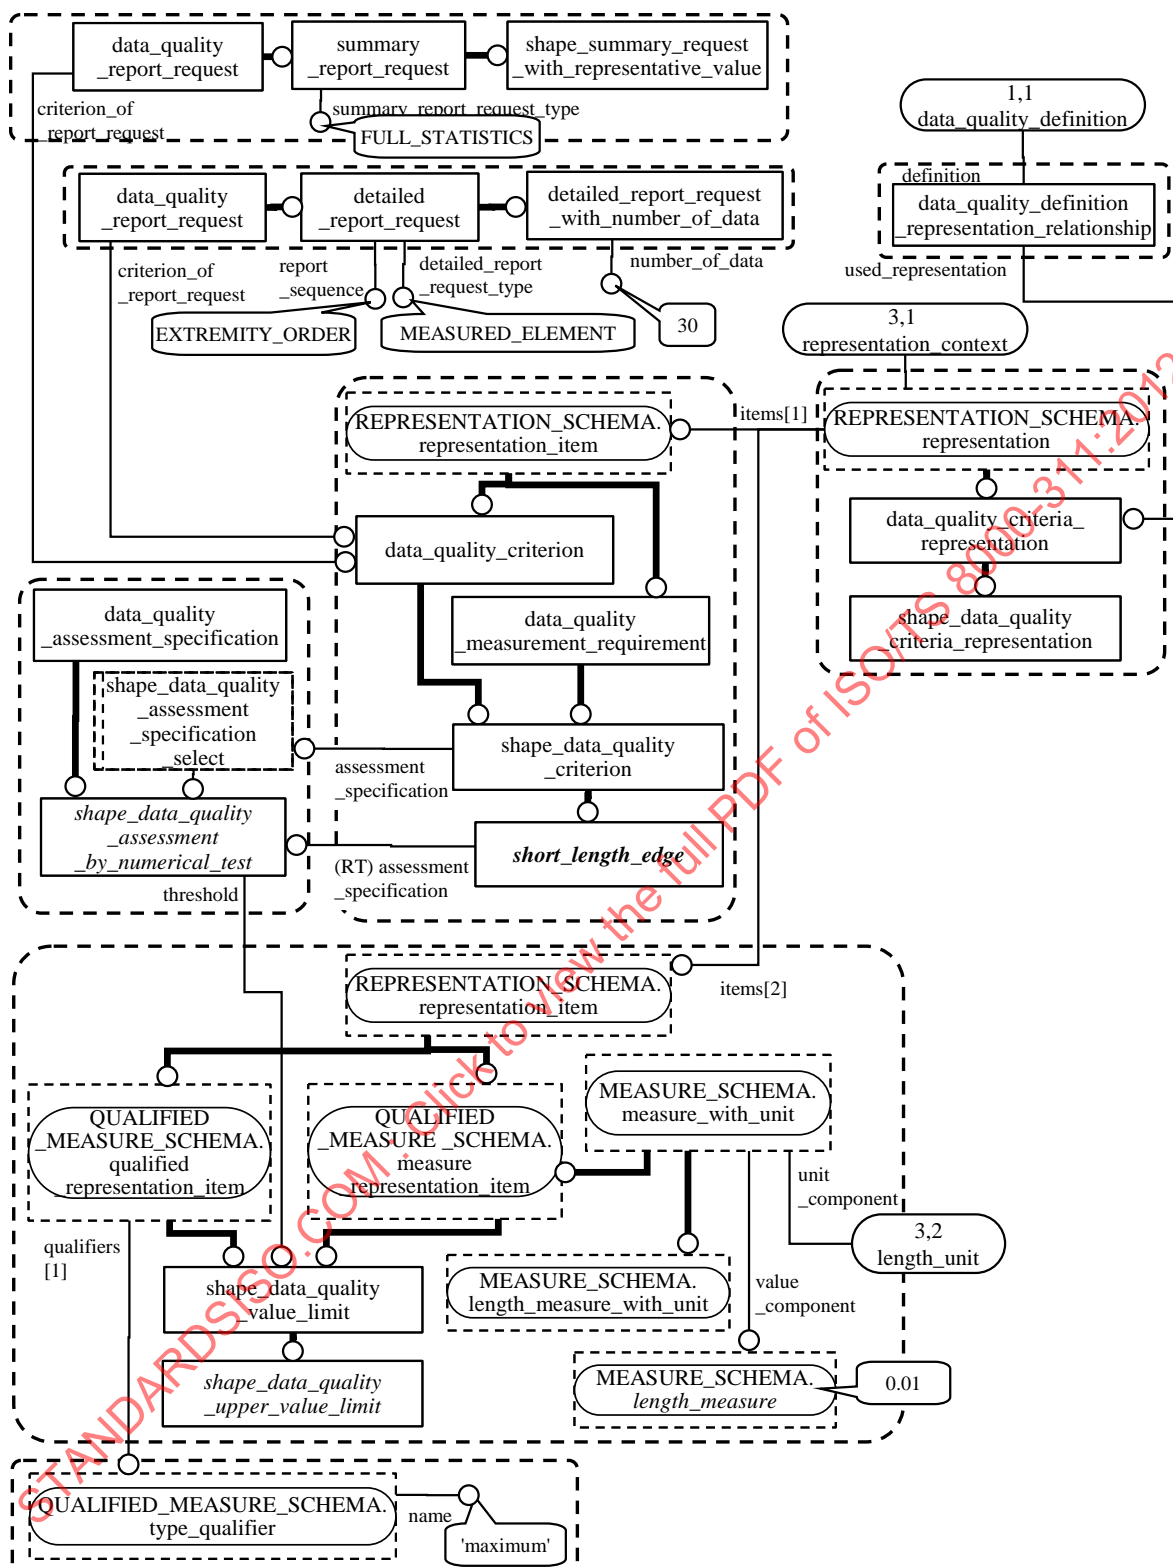 data_quality
_report_request
summary
_report_request
shape_summary_request
_with_representative_value
criterion_of
_report_request
summary_report_request_type
FULL_STATISTICS
1,1
data_quality_definition
data_quality
_report_request
detailed
_report_request
detailed_report_request
_with_number_of_data
definition
data_quality_definition
_representation_relationship
criterion_of
_report_request
report
_sequence
detailed_report
_request_type
number_of_data
used_representation
EXTREMITY_ORDER
MEASURED_ELEMENT
30
3,1
representation_context
REPRESENTATION_SCHEMA.
representation_item
items[1]
REPRESENTATION_SCHEMA.
representation
data_quality_criterion
data_quality_criteria_
representation
data_quality
_assessment_specification
data_quality
_measurement_requirement
shape_data_quality
_criteria_representation
shape_data_quality
_assessment
_specification
_select
shape_data_quality
_criterion
assessment
_specification
shape_data_quality
_assessment
_by_numerical_test
short_length_edge
(RT) assessment
_specification
threshold
REPRESENTATION_SCHEMA.
representation_item
items[2]
QUALIFIED
_MEASURE_SCHEMA.
qualified
_representation_item
QUALIFIED
_MEASURE _SCHEMA.
measure
_representation_item
MEASURE_SCHEMA.
measure_with_unit
unit
_component
qualifiers
[1]
3,2
length_unit
shape_data_quality
_value_limit
MEASURE_SCHEMA.
length_measure_with_unit
value
_component
shape_data_quality
_upper_value_limit
MEASURE_SCHEMA.
length_measure
0.01
QUALIFIED_MEASURE_SCHEMA.
type_qualifier
name
'maximum'
STANDARDSISO.COM : Click to view the full PDF of ISO/TS 8000-311:2012